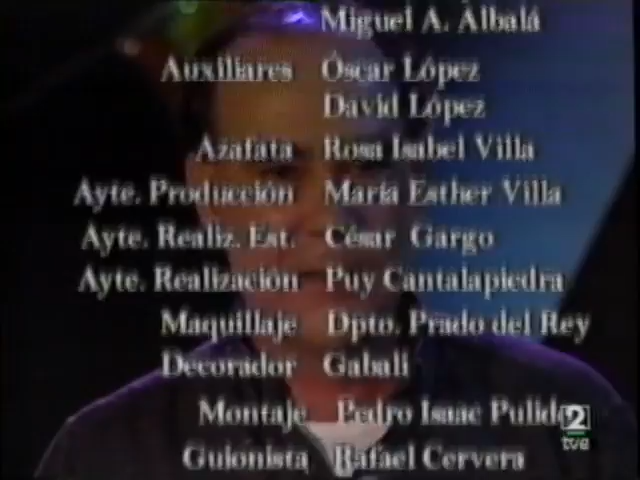 Miguel A. Albalá
Auxiliares Óscar López
David López
Azafata Rosa Isabel Villa
Ayte. Producción María Esther Villa
Ayte. Realiz. Est. César Gargo
Ayte. Realización Puy Cantalapiedra
Maquillaje Dpto. Prado del Rey
Decorador Gabali
Montaje Pedro Isaac Pulido
Guionista Rafael Cervera
2
tve